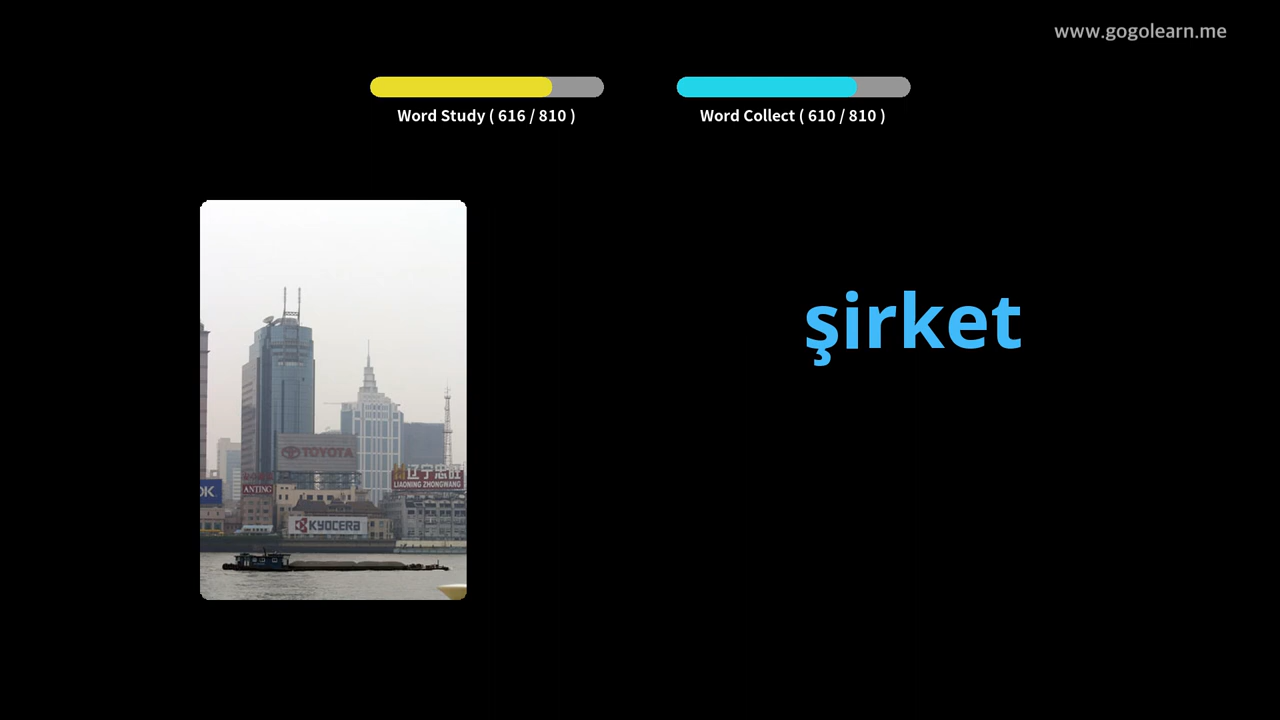 www.gogolearn.me
Word Study ( 616 / 810 )
Word Collect ( 610 / 810 )
şirket
TOYOTA
辽宁忠旺
LIAONING ZHONGWANG
ANTING
KYOCERA